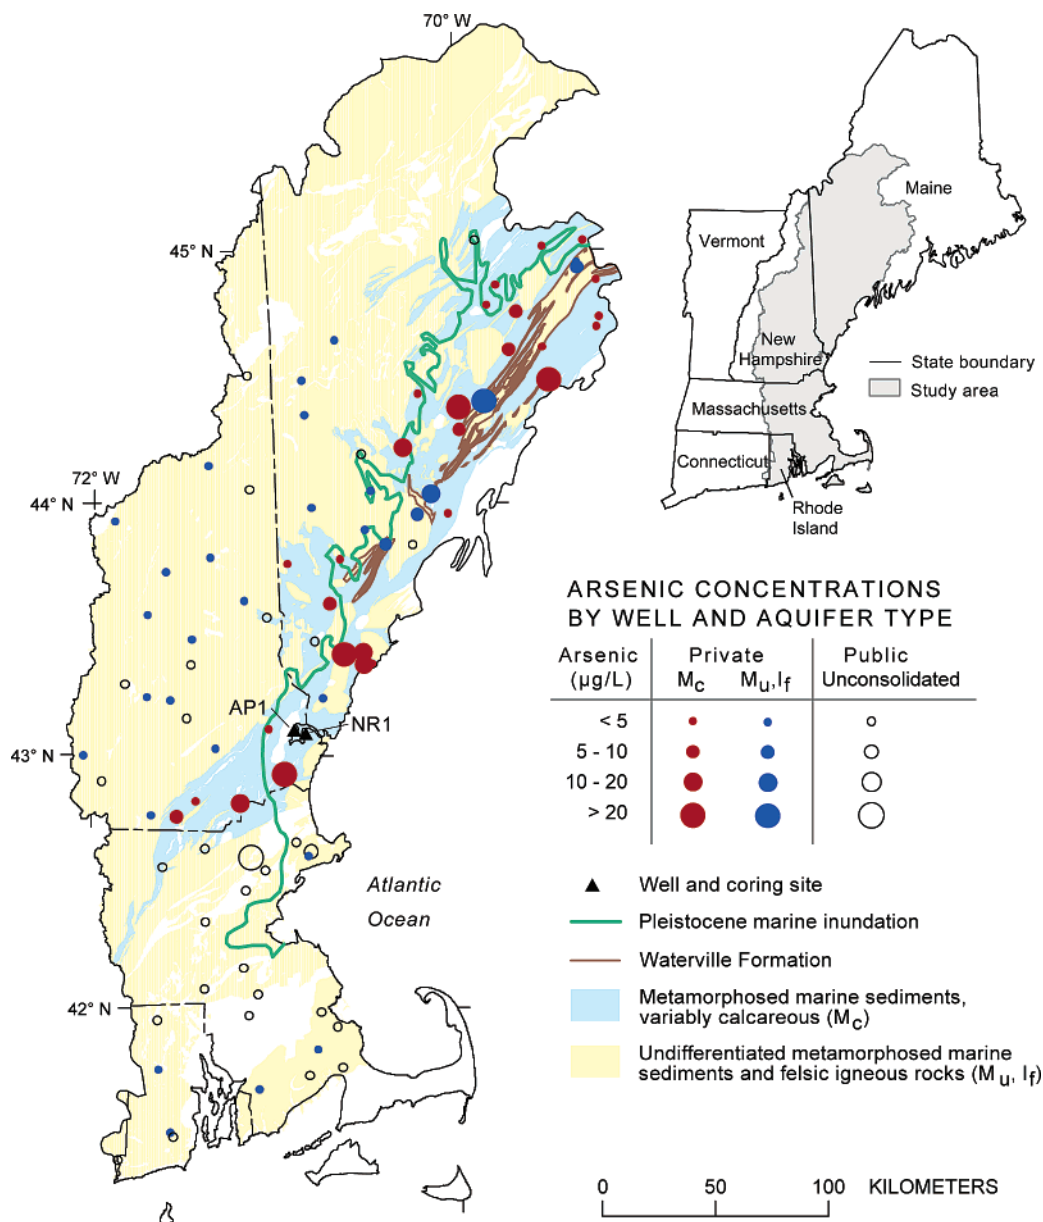 70° W
45° N
72° W
44° N
AP1
NR1
43° N
Atlantic
Ocean
42° N
Maine
Vermont
New
Hampshire
Massachusetts
Connecticut
Rhode
Island
State boundary
Study area
ARSENIC CONCENTRATIONS
BY WELL AND AQUIFER TYPE
Arsenic Private Public
(µg/L) Mc Mu,If Unconsolidated
< 5
5 - 10
10 - 20
> 20
Well and coring site
Pleistocene marine inundation
Waterville Formation
Metamorphosed marine sediments,
variably calcareous (Mc)
Undifferentiated metamorphosed marine
sediments and felsic igneous rocks (Mu, If)
0 50 100 KILOMETERS